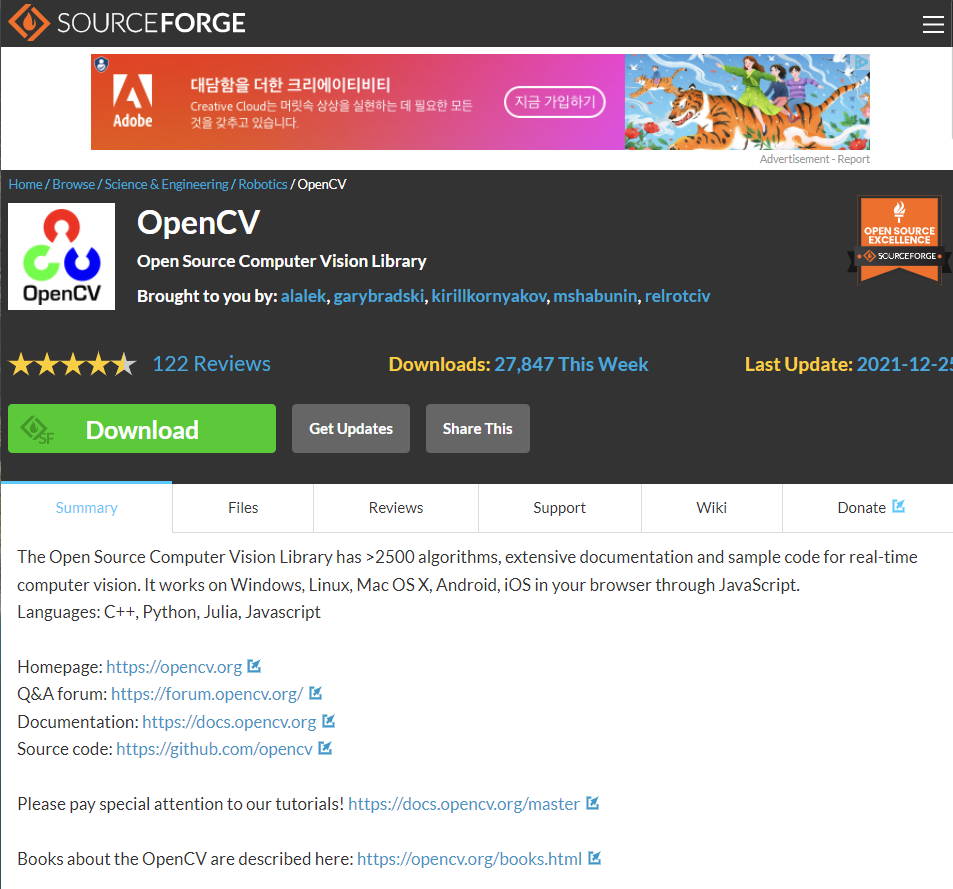 SOURCEFORGE
Adobe
대담함을 더한 크리에이티비티
Creative Cloud는 머릿속 상상을 실현하는 데 필요한 모든
것을 갖추고 있습니다.
지금 가입하기
Advertisement - Report
Home / Browse / Science & Engineering / Robotics / OpenCV
OpenCV
OpenCV
Open Source Computer Vision Library
Brought to you by: alalek, garybradski, kirillkornyakov, mshabunin, relrotciv
OPEN SOURCE
EXCELLENCE
SOURCEFORGE
122 Reviews
Downloads: 27,847 This Week
Last Update: 2021-12-25
SF
Download
Get Updates
Share This
Summary
Files
Reviews
Support
Wiki
Donate
The Open Source Computer Vision Library has >2500 algorithms, extensive documentation and sample code for real-time
computer vision. It works on Windows, Linux, Mac OS X, Android, iOS in your browser through JavaScript.
Languages: C++, Python, Julia, Javascript
Homepage: https://opencv.org
Q&A forum: https://forum.opencv.org/
Documentation: https://docs.opencv.org
Source code: https://github.com/opencv
Please pay special attention to our tutorials! https://docs.opencv.org/master
Books about the OpenCV are described here: https://opencv.org/books.html